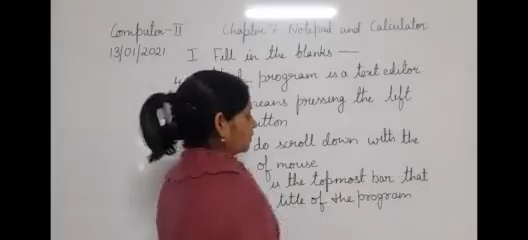 Computer-II Chapter 7 Notepad and Calculator
13/01/2021 I Fill in the blanks —
program is a text editor
means pressing the left
button
do scroll down with the
of mouse
is the topmost bar that
title of the program